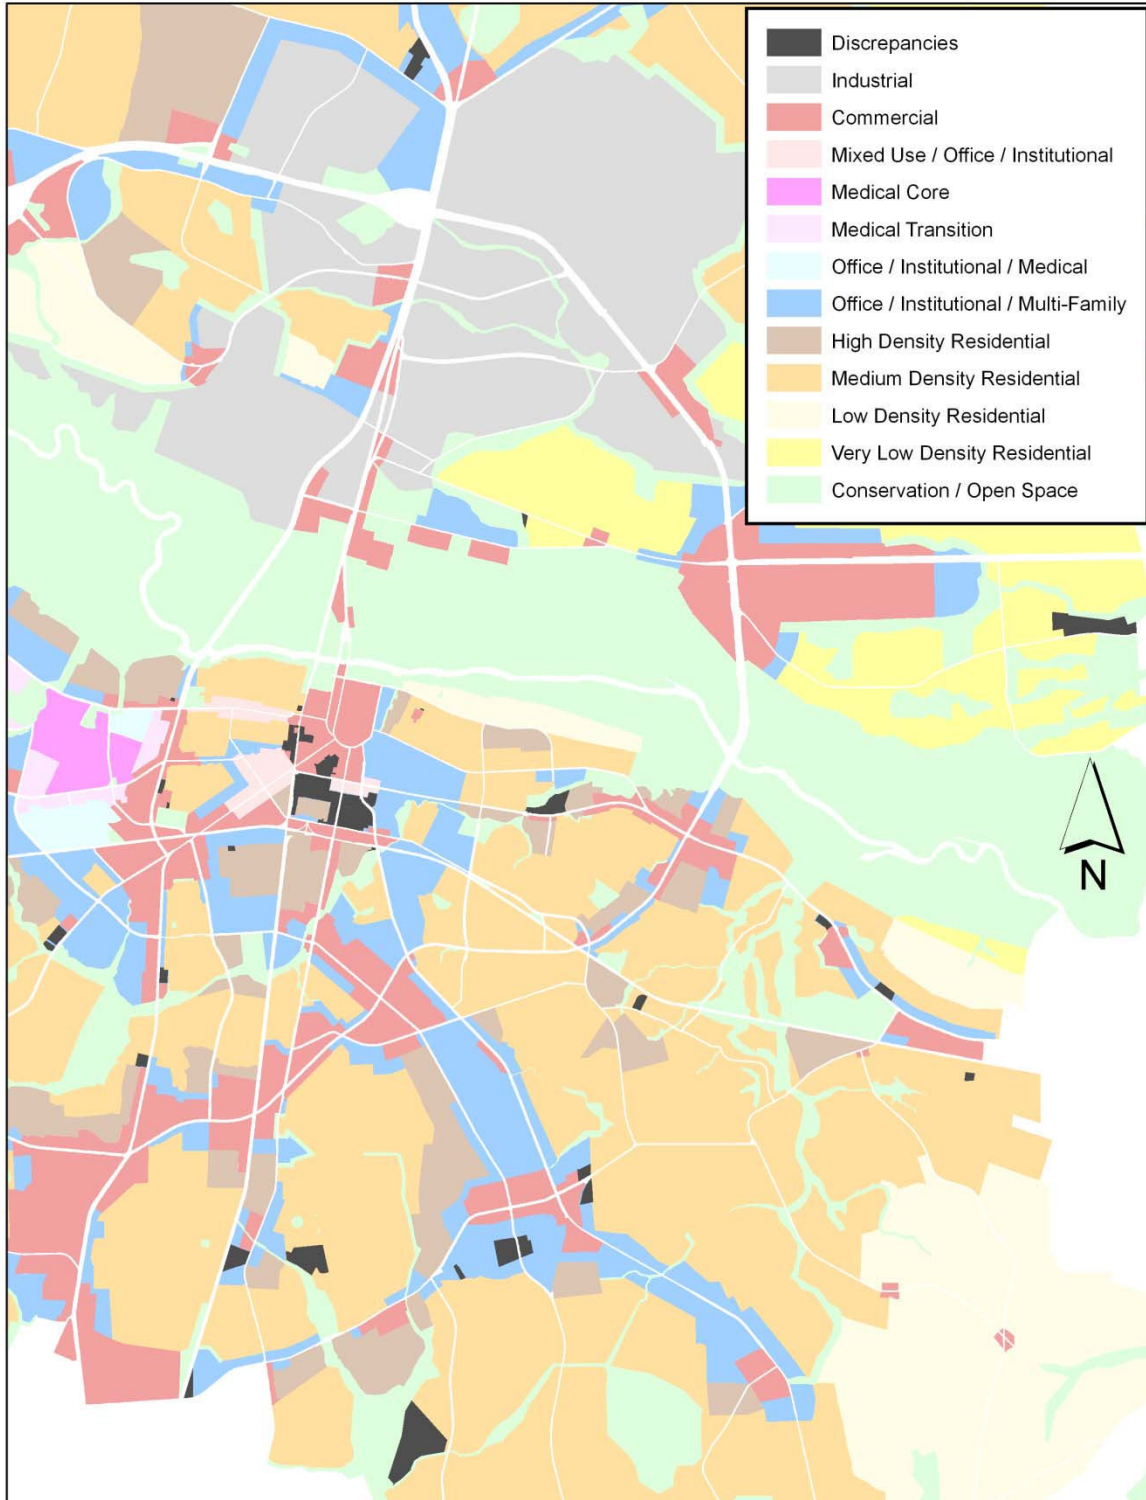 Discrepancies
Industrial
Commercial
Mixed Use / Office / Institutional
Medical Core
Medical Transition
Office / Institutional / Medical
Office / Institutional / Multi-Family
High Density Residential
Medium Density Residential
Low Density Residential
Very Low Density Residential
Conservation / Open Space
N